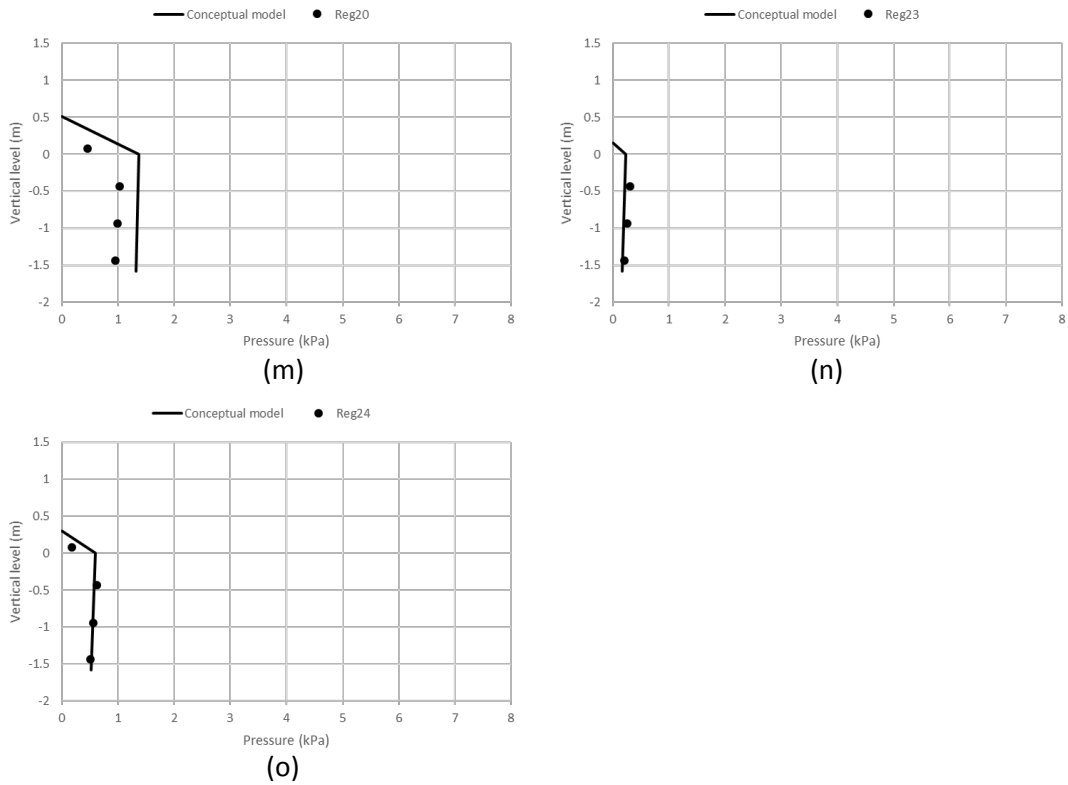 Conceptual model Reg20
1.5
1
0.5
0
-0.5
-1
-1.5
-2
Vertical level (m)
0 1 2 3 4 5 6 7 8
Pressure (kPa)
(m)
Conceptual model Reg23
1.5
1
0.5
0
-0.5
-1
-1.5
-2
Vertical level (m)
0 1 2 3 4 5 6 7 8
Pressure (kPa)
(n)
Conceptual model Reg24
1.5
1
0.5
0
-0.5
-1
-1.5
-2
Vertical level (m)
0 1 2 3 4 5 6 7 8
Pressure (kPa)
(o)